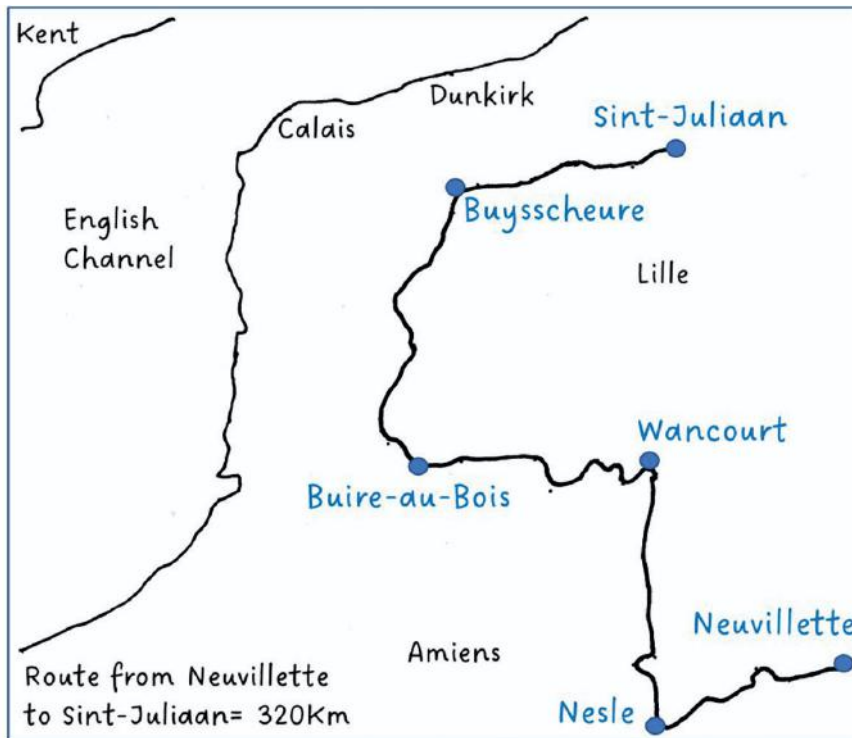 Kent
Dunkirk
Calais
Sint-Juliaan
Buysscheure
English
Channel
Lille
Wancourt
Buire-au-Bois
Neuvillette
Amiens
Route from Neuvillette
to Sint-Juliaan= 320Km
Nesle